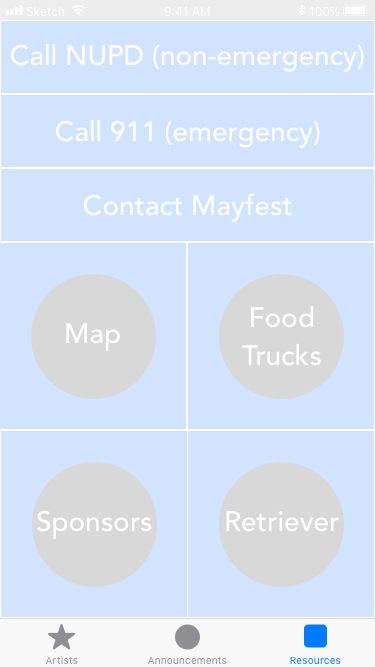 Sketch 9:41 AM 100%
Call NUPD (non-emergency)
Call 911 (emergency)
Contact Mayfest
Map
Food
Trucks
Sponsors
Retriever
Artists
Announcements
Resources